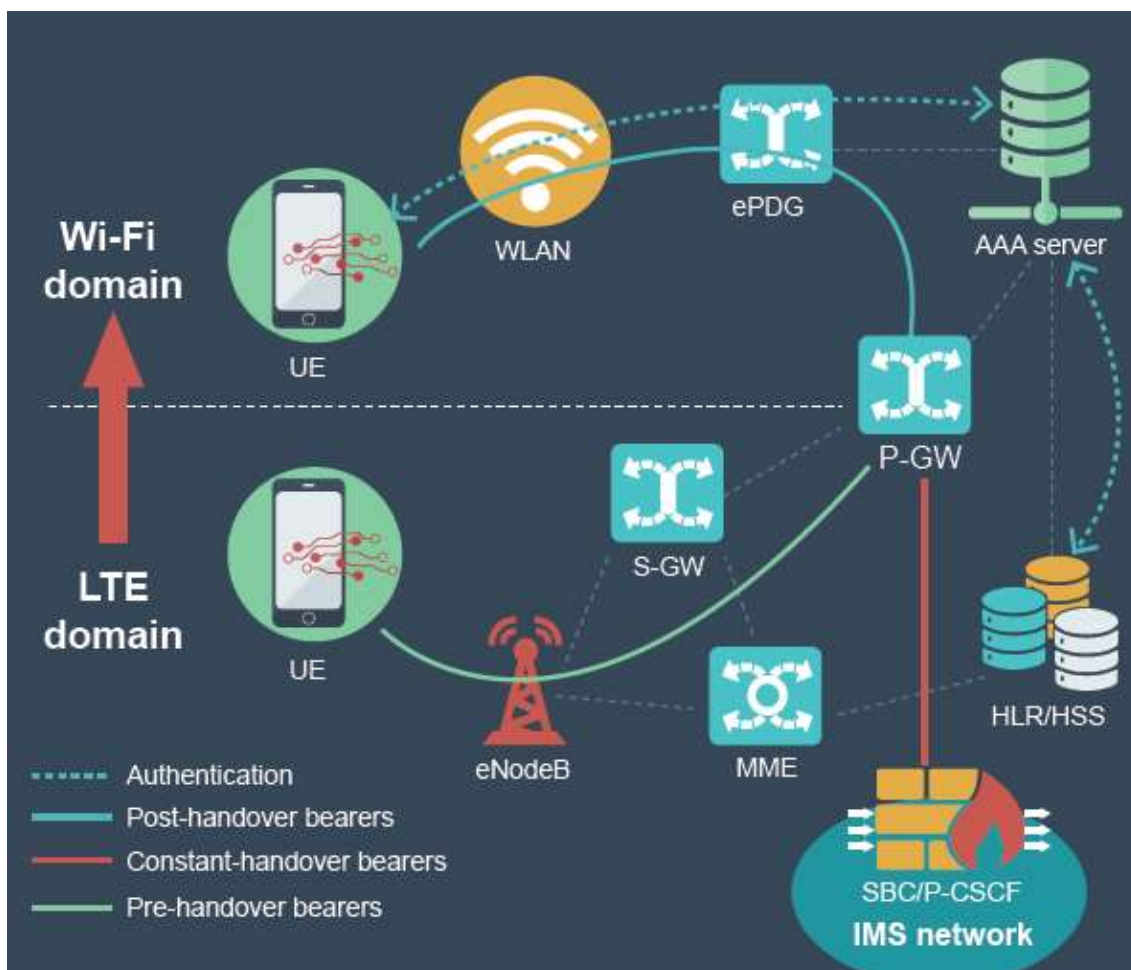 ePDG
WLAN
AAA server
Wi-Fi
domain
UE
P-GW
S-GW
LTE
domain
UE
HLR/HSS
eNodeB
MME
Authentication
Post-handover bearers
Constant-handover bearers
Pre-handover bearers
SBC/P-CSCF
IMS network